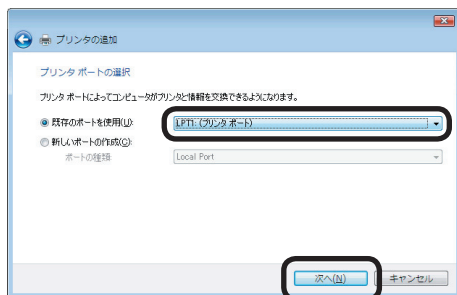 プリンタの追加
プリンタ ポートの選択
プリンタ ポートによってコンピュータがプリンタと情報を交換できるようになります。
既存のポートを使用(U):
LPT1: (プリンタ ポート)
新しいポートの作成(C):
ポートの種類
Local Port
次へ(N)
キャンセル